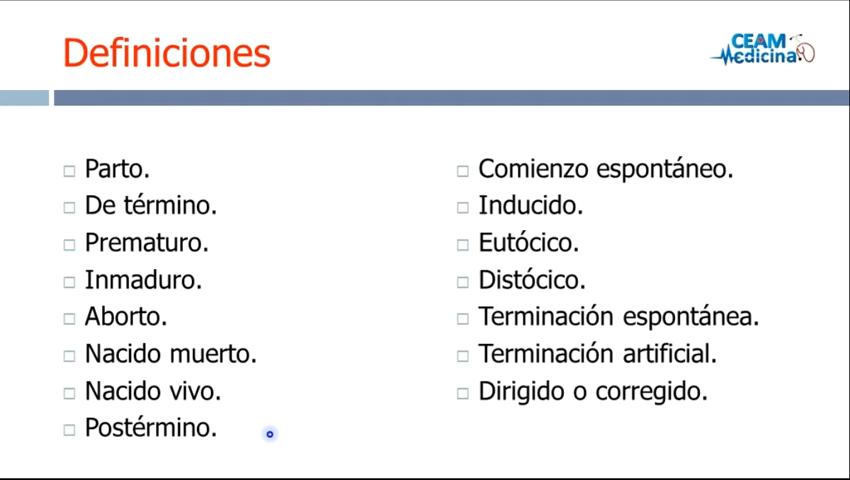 Definiciones
CEAM
Medicina
Parto.
De término.
Prematuro.
Inmaduro.
Aborto.
Nacido muerto.
Nacido vivo.
Postérmino.
Comienzo espontáneo.
Inducido.
Eutócico.
Distócico.
Terminación espontánea.
Terminación artificial.
Dirigido o corregido.